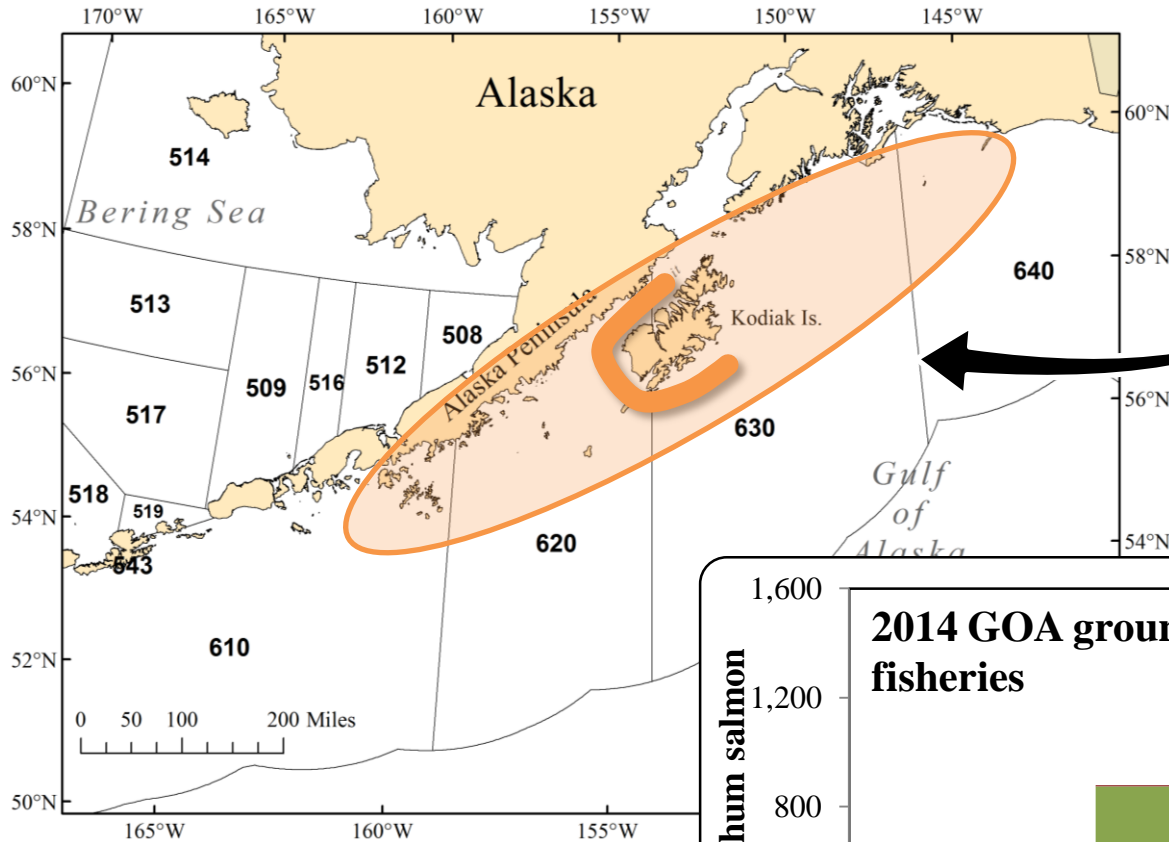 170°W 165°W 160°W 155°W 150°W 145°W
60°N
60°N
Alaska
514
Bering Sea
58°N
58°N
640
513
508
Alaska Peninsula
Kodiak Is.
512
516
509
56°N
56°N
517
630
Gulf
of
Alaska
518
519
54°N
54°N
543
620
610
52°N
0 50 100 200 Miles
50°N
165°W 160°W 155°W
1,600
2014 GOA groun
fisheries
1,200
800
hum salmon